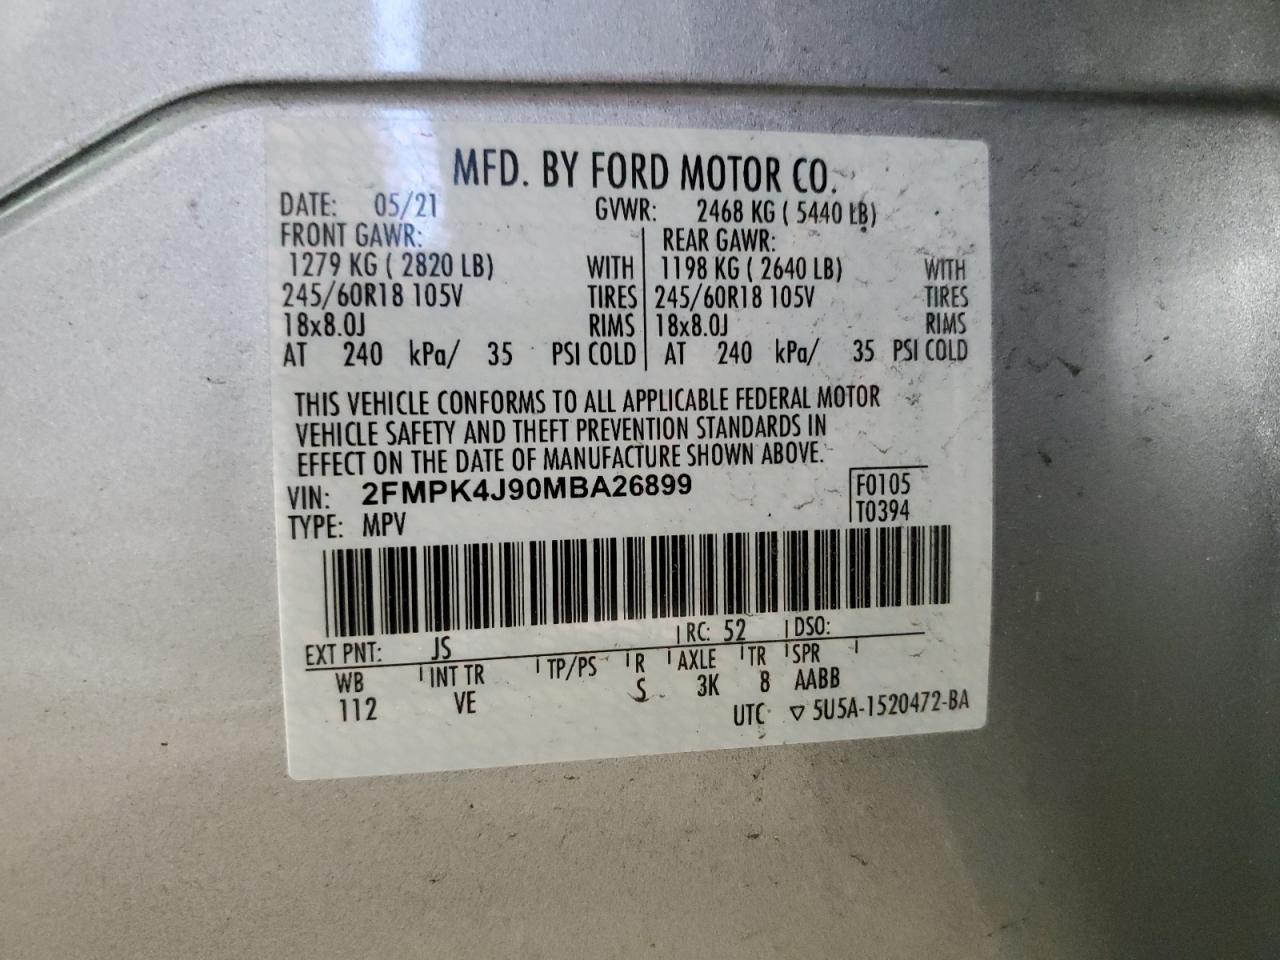 MFD. BY FORD MOTOR CO.
DATE: 05/21 GVWR: 2468 KG ( 5440 LB)
FRONT GAWR: REAR GAWR:
1279 KG ( 2820 LB) WITH 1198 KG ( 2640 LB) WITH
245/60R18 105V TIRES 245/60R18 105V TIRES
18x8.0J RIMS 18x8.0J RIMS
AT 240 kPa/ 35 PSI COLD AT 240 kPa/ 35 PSI COLD
THIS VEHICLE CONFORMS TO ALL APPLICABLE FEDERAL MOTOR
VEHICLE SAFETY AND THEFT PREVENTION STANDARDS IN
EFFECT ON THE DATE OF MANUFACTURE SHOWN ABOVE.
VIN: 2FMPK4J90MBA26899 F0105
TYPE: MPV T0394
EXT PNT: JS RC: 52 DSO:
WB INT TR TP/PS R AXLE TR SPR
112 VE S 3K 8 AABB
UTC ▽ 5U5A-1520472-BA